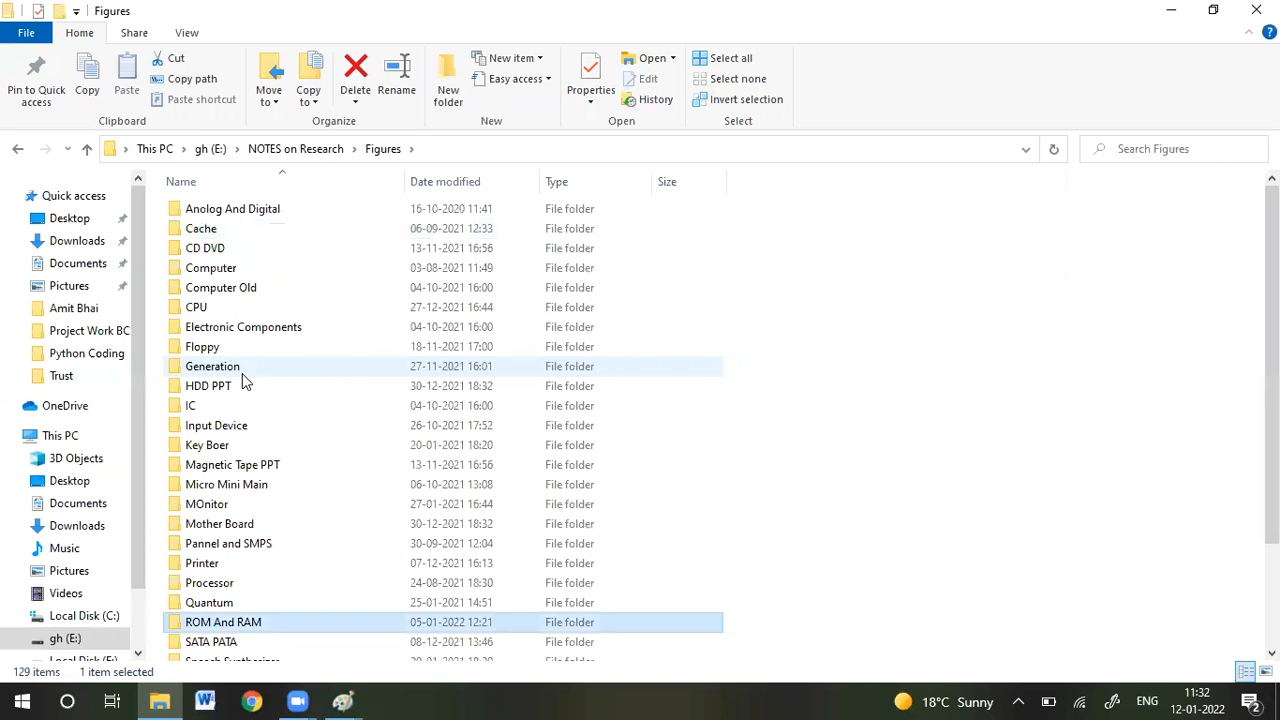 Figures
File Home Share View
Pin to Quick access
Copy
Paste
Cut
Copy path
Paste shortcut
Clipboard
Move to
Copy to
Delete
Rename
Organize
New folder
New item
Easy access
New
Properties
Open
Edit
History
Open
Select all
Select none
Invert selection
Select
This PC gh (E:) NOTES on Research Figures
Search Figures
Quick access
Desktop
Downloads
Documents
Pictures
Amit Bhai
Project Work BC
Python Coding
Trust
OneDrive
This PC
3D Objects
Desktop
Documents
Downloads
Music
Pictures
Videos
Local Disk (C:)
gh (E:)
Local Disk (F:)
Name Date modified Type Size
Anolog And Digital 16-10-2020 11:41 File folder
Cache 06-09-2021 12:33 File folder
CD DVD 13-11-2021 16:56 File folder
Computer 03-08-2021 11:49 File folder
Computer Old 04-10-2021 16:00 File folder
CPU 27-12-2021 16:44 File folder
Electronic Components 04-10-2021 16:00 File folder
Floppy 18-11-2021 17:00 File folder
Generation 27-11-2021 16:01 File folder
HDD PPT 30-12-2021 18:32 File folder
IC 04-10-2021 16:00 File folder
Input Device 26-10-2021 17:52 File folder
Key Boer 20-01-2021 18:20 File folder
Magnetic Tape PPT 13-11-2021 16:56 File folder
Micro Mini Main 06-10-2021 13:08 File folder
MOnitor 27-01-2021 16:44 File folder
Mother Board 30-12-2021 18:32 File folder
Pannel and SMPS 30-09-2021 12:04 File folder
Printer 07-12-2021 16:13 File folder
Processor 24-08-2021 18:30 File folder
Quantum 25-01-2021 14:51 File folder
ROM And RAM 05-01-2022 12:21 File folder
SATA PATA 08-12-2021 13:46 File folder
129 items 1 item selected
18°C Sunny
ENG
11:32
12-01-2022
2